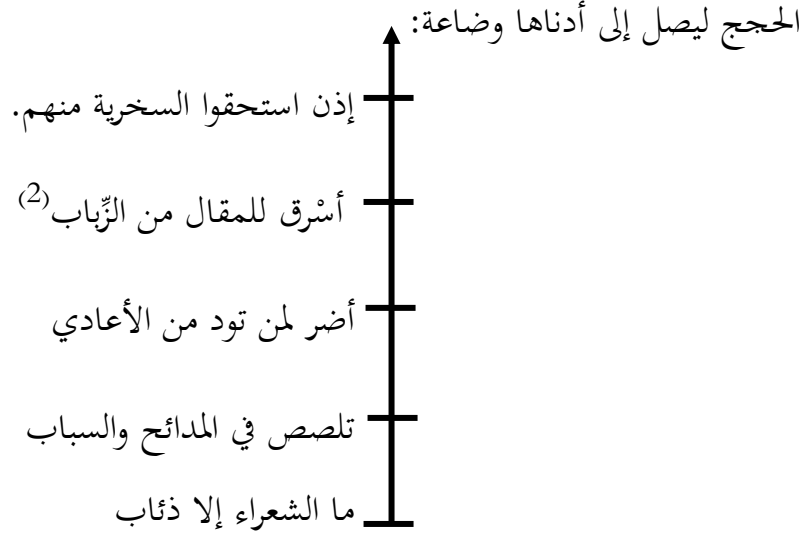 الحجج ليصل إلى أدناها وضاعة:
إذن استحقوا السخرية منهم.
أسْرق للمقال من الزِّباب(2)
أضر لمن تود من الأعادي
تلصص في المدائح والسباب
ما الشعراء إلا ذئاب